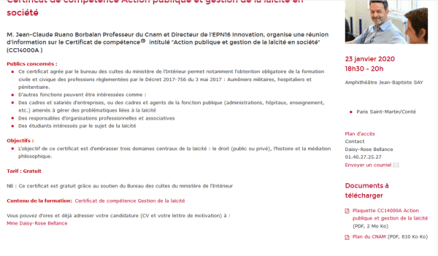 Certificat de compétence Action publique et gestion de la laïcité en
société
M. Jean-Claude Ruano Borbalan Professeur du Cnam et Directeur de l'EPN16 Innovation, organise une réunion
d'information sur le Certificat de compétence® intitulé "Action publique et gestion de la laïcité en société"
(CC14000A )
Publics concernés :
Ce certificat agréé par le bureau des cultes du ministère de l'Intérieur permet notamment l'obtention obligatoire de la formation
civile et civique des professions réglementées par le Décret 2017-756 du 3 mai 2017 : Aumôniers militaires, hospitaliers et
pénitentiaire.
D'autres fonctions peuvent être intéressées comme :
Des cadres et salariés d'entreprises, ou des cadres et agents de la fonction publique (administrations, hôpitaux, enseignement,
etc.) amenés à gérer des problématiques liées à la laïcité
Des responsables d'organisations professionnelles et associatives
Des étudiants intéressés par le sujet de la laïcité
Objectifs :
L'objectif de ce certificat est d'embrasser trois domaines centraux de la laïcité : le droit (public ou privé), l'histoire et la médiation
philosophique.
Tarif : Gratuit
NB : Ce certificat est gratuit grâce au soutien du Bureau des cultes du ministère de l'Intérieur
Contenu de la formation: Certificat de compétence Gestion de la laïcité
Vous pouvez d'ores et déjà adresser votre candidature (CV et votre lettre de motivation) à :
Mme Daisy-Rose Bellance
23 janvier 2020
18h30 - 20h
Amphithéâtre Jean-Baptiste SAY
Paris Saint-Martin/Conté
Plan d'accès
Contact
Daisy-Rose Bellance
01.40.27.25.27
Envoyer un courriel
Documents à
télécharger
Plaquette CC14000A Action
publique et gestion de la laïcité
(PDF, 2 Mo Ko)
Plan du CNAM (PDF, 810 Ko Ko)